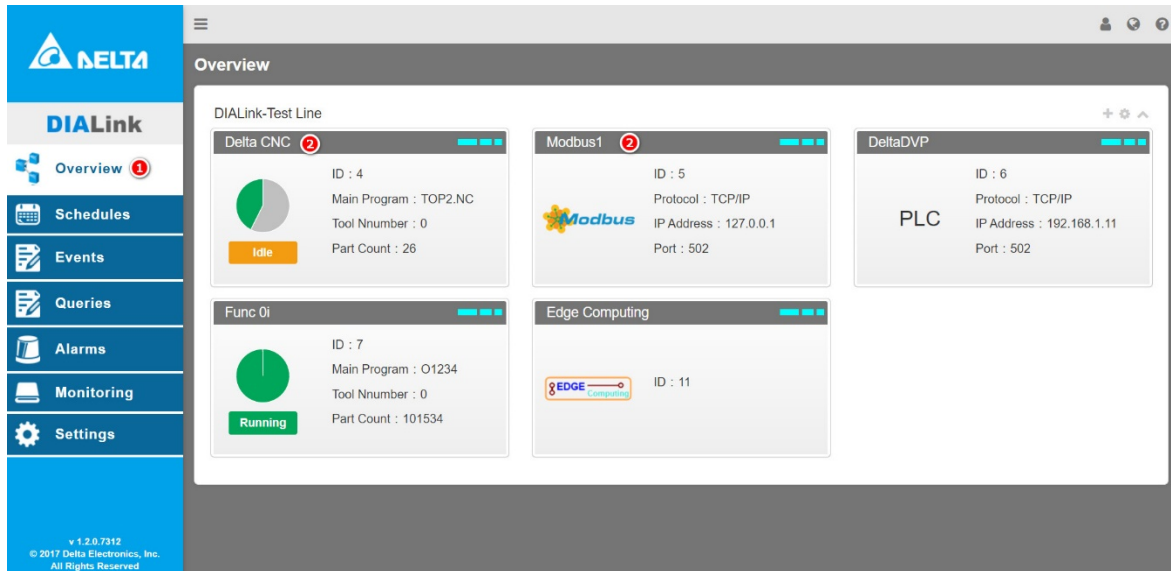 DELTA
DIALink
Overview 1
Schedules
Events
Queries
Alarms
Monitoring
Settings
v 1.2.0.7312
© 2017 Delta Electronics, Inc.
All Rights Reserved
Overview
DIALink-Test Line
Delta CNC 2
ID : 4
Main Program : TOP2.NC
Tool Nnumber : 0
Part Count : 26
Idle
Modbus1 2
Modbus
ID : 5
Protocol : TCP/IP
IP Address : 127.0.0.1
Port : 502
DeltaDVP
PLC
ID : 6
Protocol : TCP/IP
IP Address : 192.168.1.11
Port : 502
Func 0i
ID : 7
Main Program : O1234
Tool Nnumber : 0
Part Count : 101534
Running
Edge Computing
EDGE
Computing
ID : 11